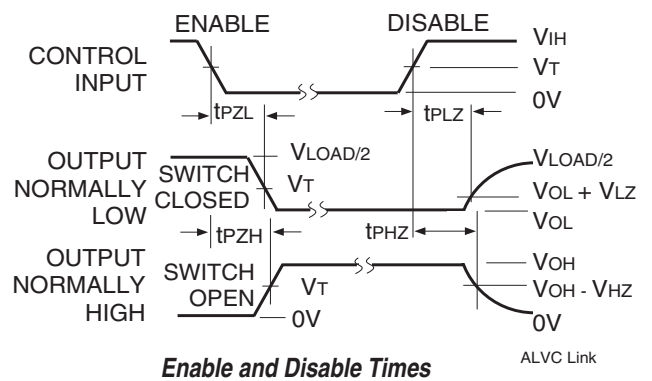 ENABLE DISABLE
CONTROL INPUT
VIH
VT
0V
tPZL
tPLZ
OUTPUT NORMALLY LOW
SWITCH CLOSED
VLOAD/2
VT
VLOAD/2
VOL + VLZ
VOL
tPZH
tPHZ
OUTPUT NORMALLY HIGH
SWITCH OPEN
VT
0V
VOH
VOH - VHZ
0V
Enable and Disable Times
ALVC Link